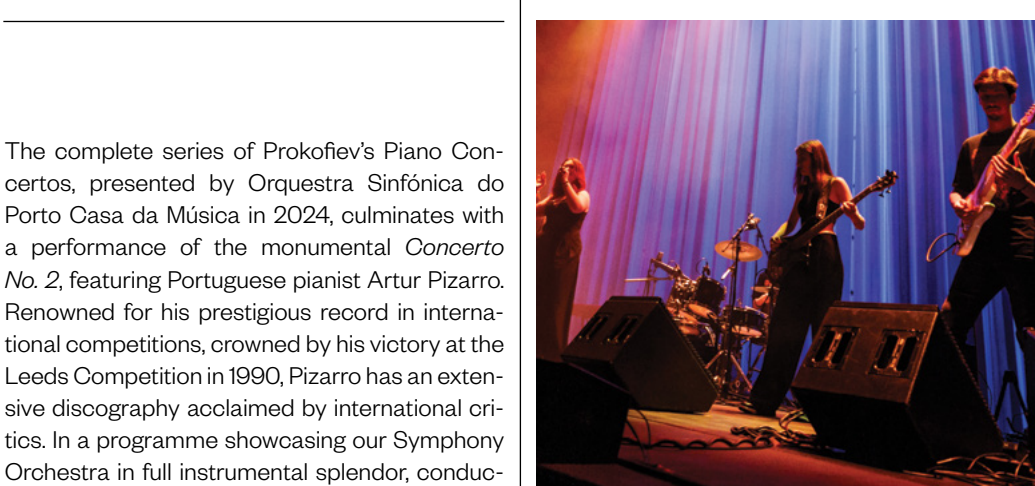 The complete series of Prokofiev’s Piano Con-
certos, presented by Orquestra Sinfónica do
Porto Casa da Música in 2024, culminates with
a performance of the monumental Concerto
No. 2, featuring Portuguese pianist Artur Pizarro.
Renowned for his prestigious record in interna-
tional competitions, crowned by his victory at the
Leeds Competition in 1990, Pizarro has an exten-
sive discography acclaimed by international cri-
tics. In a programme showcasing our Symphony
Orchestra in full instrumental splendor, conduc-